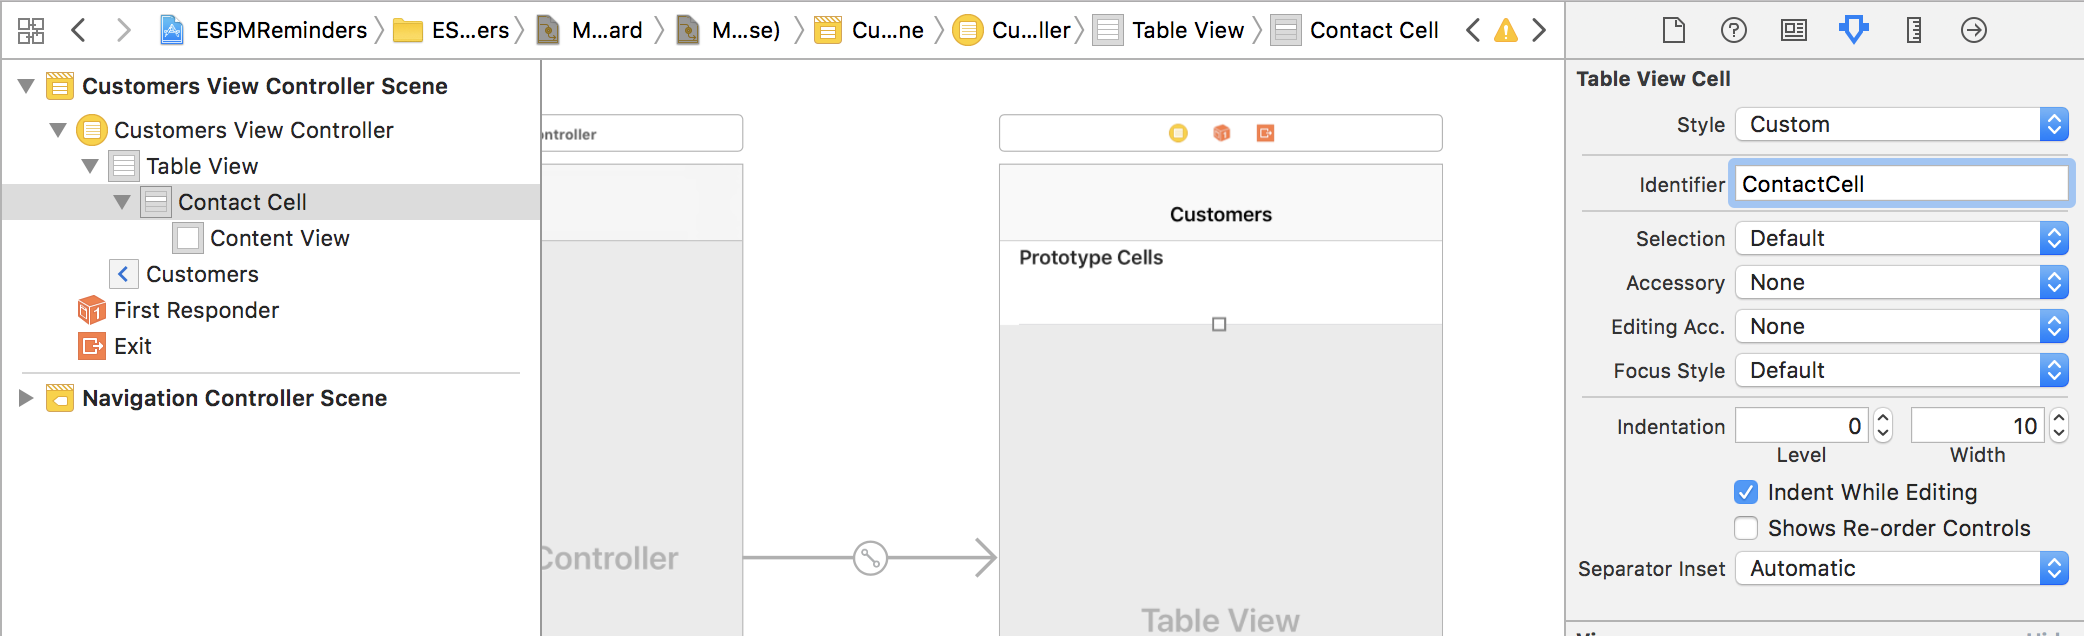 ESPMReminders ES...ers M...ard M...se) Cu...ne Cu...ller Table View Contact Cell
Customers View Controller Scene
Customers View Controller
Table View
Contact Cell
Content View
Customers
First Responder
Exit
Navigation Controller Scene
ontroller
Controller
Customers
Prototype Cells
Table View
Table View Cell
Style Custom
Identifier ContactCell
Selection Default
Accessory None
Editing Acc. None
Focus Style Default
Indentation 0 10
Level Width
Indent While Editing
Shows Re-order Controls
Separator Inset Automatic